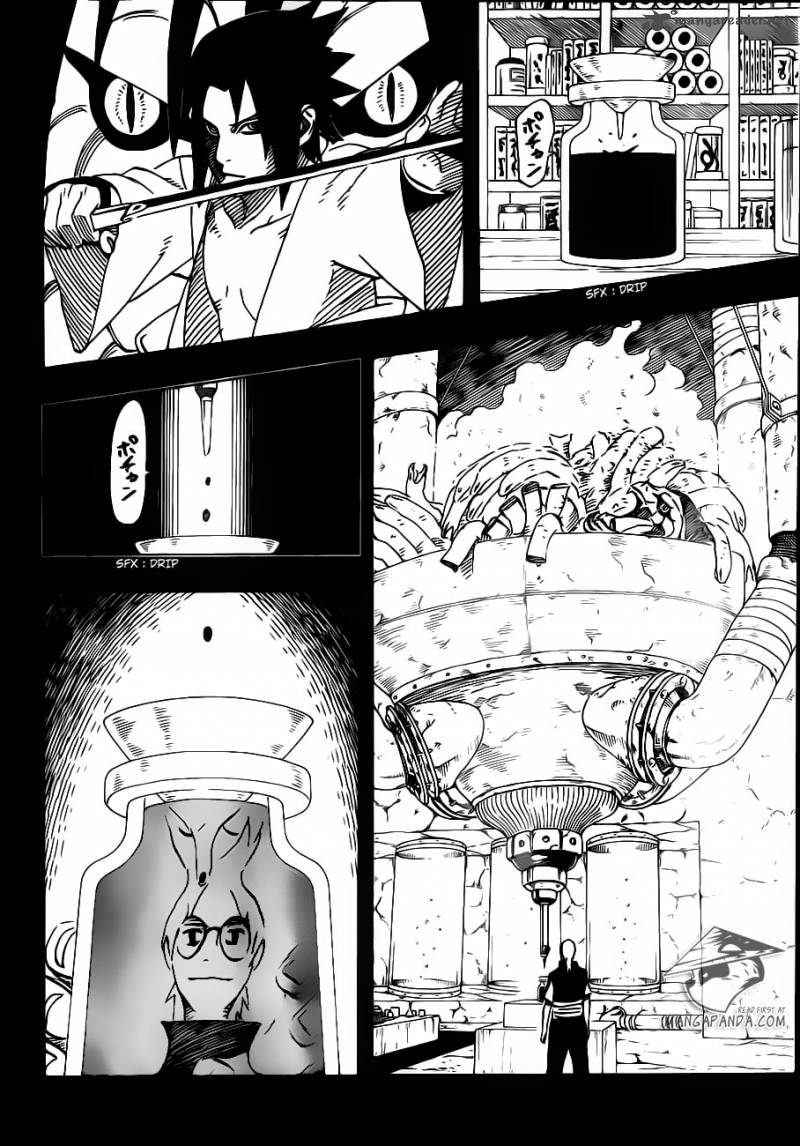 mangareader.net
ポチャン
SFX : DRIP
ポチャン
SFX : DRIP
READ FIRST AT
MANGAPANDA.COM